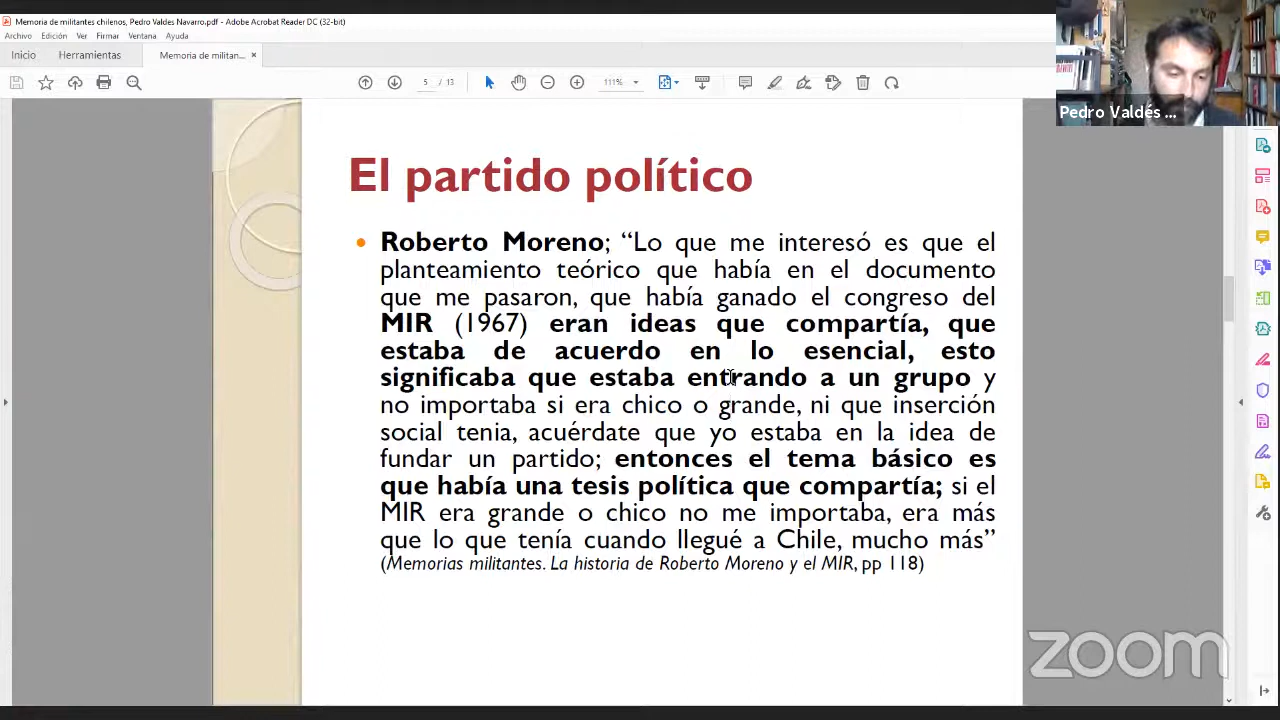 Memoria de militantes chilenos, Pedro Valdes Navarro.pdf - Adobe Acrobat Reader DC (32-bit)
Archivo Edición Ver Firmar Ventana Ayuda
Inicio Herramientas Memoria de militan... ×
5 / 13 111%
Pedro Valdés ...
El partido político
• Roberto Moreno; “Lo que me interesó es que el
planteamiento teórico que había en el documento
que me pasaron, que había ganado el congreso del
MIR (1967) eran ideas que compartía, que
estaba de acuerdo en lo esencial, esto
significaba que estaba entrando a un grupo y
no importaba si era chico o grande, ni que inserción
social tenia, acuérdate que yo estaba en la idea de
fundar un partido; entonces el tema básico es
que había una tesis política que compartía; si el
MIR era grande o chico no me importaba, era más
que lo que tenía cuando llegué a Chile, mucho más”
(Memorias militantes. La historia de Roberto Moreno y el MIR, pp 118)
zoom